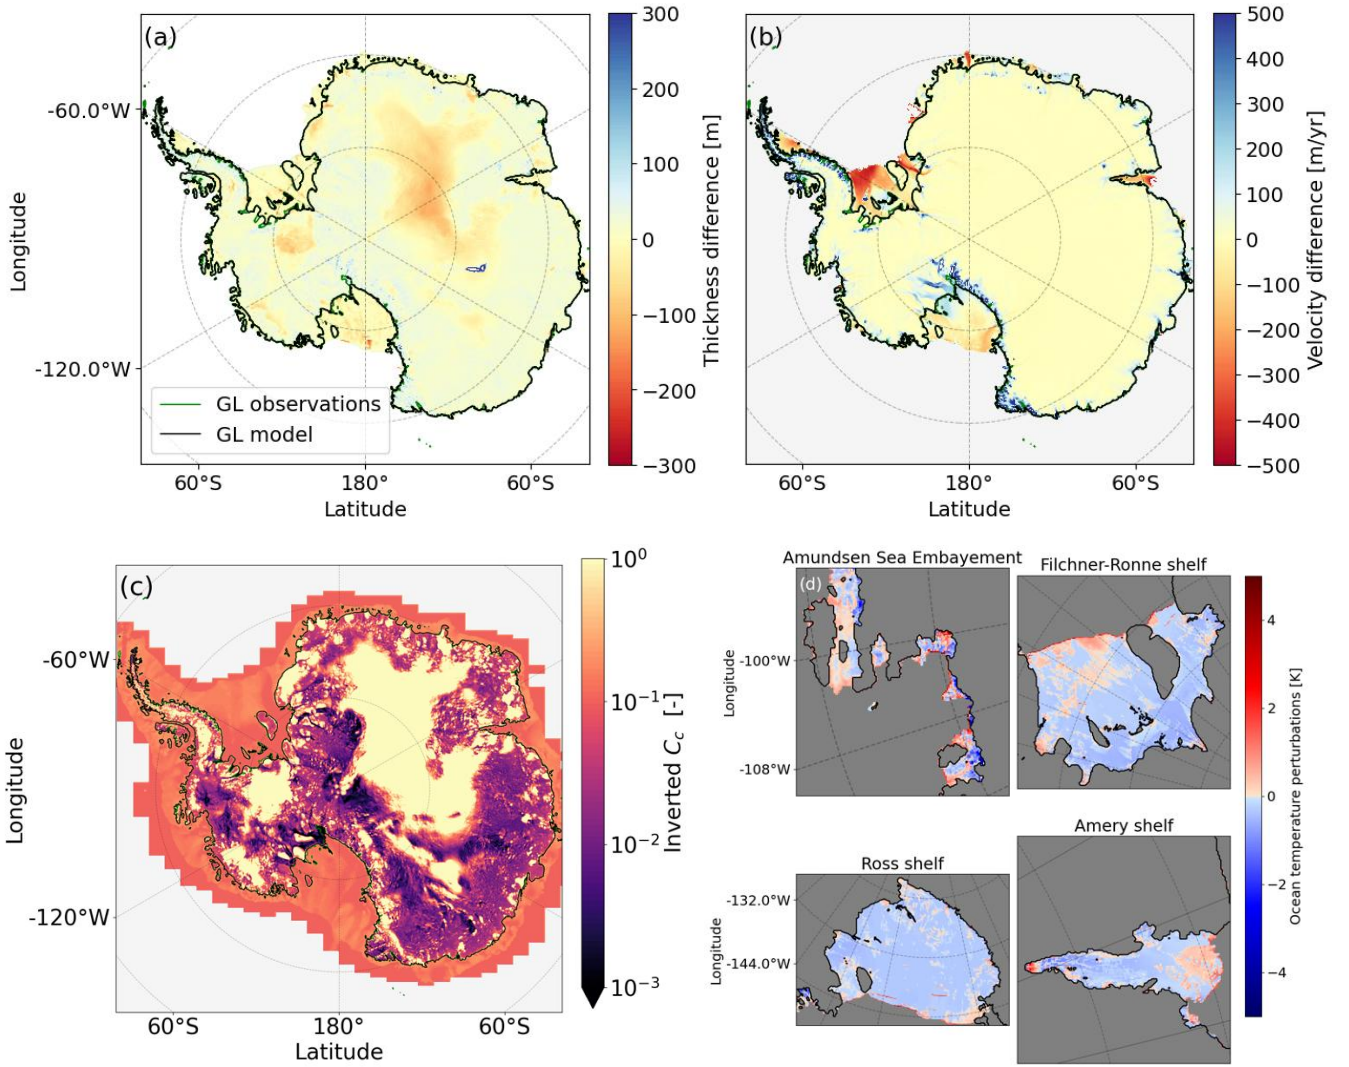 (a)
-60.0°W
-120.0°W
Longitude
60°S
180°
60°S
Latitude
GL observations
GL model
300
200
100
0
−100
−200
−300
Thickness difference [m]
(b)
60°S
180°
60°S
Latitude
500
400
300
200
100
0
−100
−200
−300
−400
−500
Velocity difference [m/yr]
(c)
-60°W
-120°W
Longitude
60°S
180°
60°S
Latitude
10⁰
10⁻¹
10⁻²
10⁻³
Inverted C_c [-]
Amundsen Sea Embayement
(d)
-100°W
-108°W
Longitude
Filchner-Ronne shelf
Ross shelf
-132.0°W
-144.0°W
Longitude
Amery shelf
4
2
0
−2
−4
Ocean temperature perturbations [K]